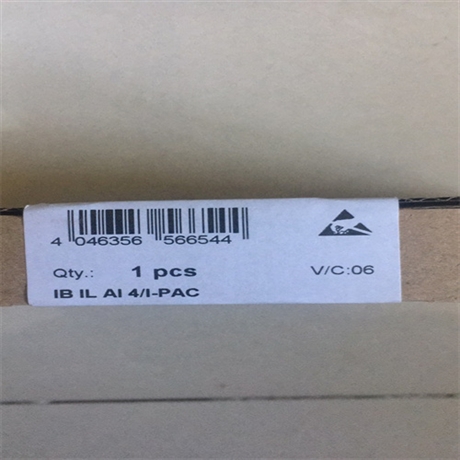 4 046356 566544
Qty.: 1 pcs V/C:06
IB IL AI 4/I-PAC